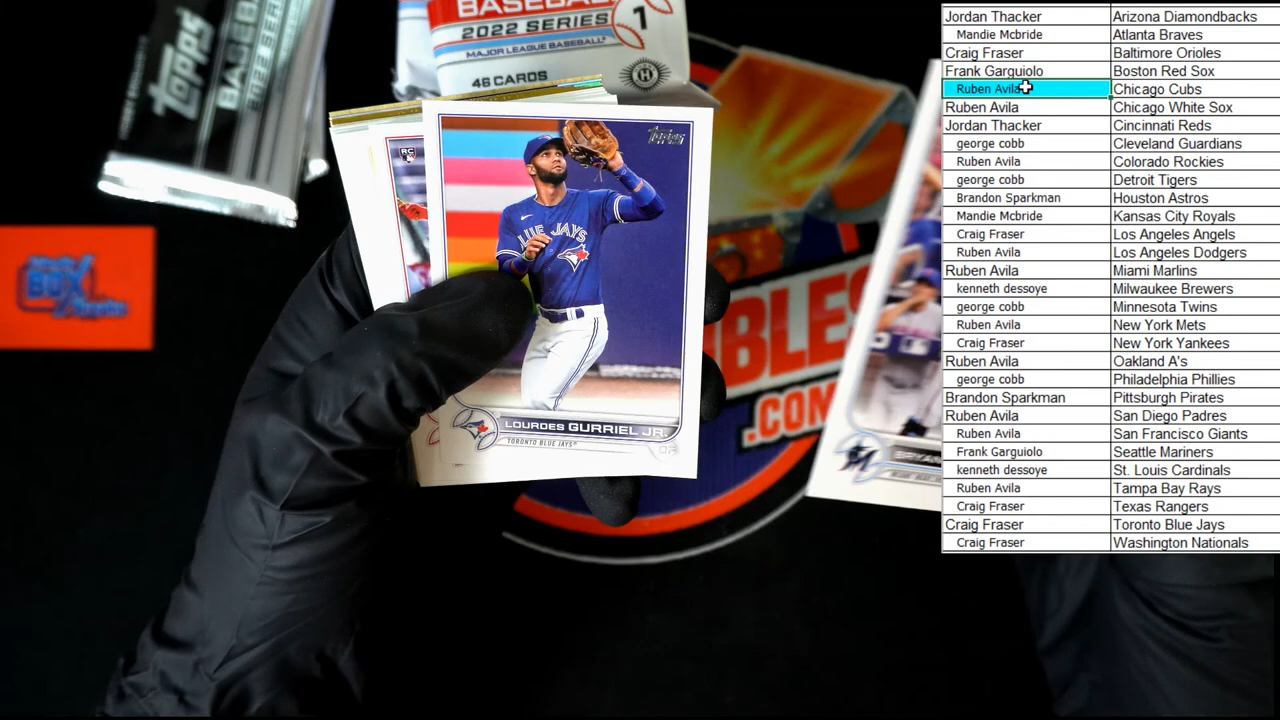 BASEBALL
2022 SERIES 1
MAJOR LEAGUE BASEBALL
46 CARDS
H
Topps
RC
Topps
BLUE JAYS
LOURDES GURRIEL JR.
TORONTO BLUE JAYS
OF
IBLES
.COM
BOX
Jordan Thacker Arizona Diamondbacks
Mandie Mcbride Atlanta Braves
Craig Fraser Baltimore Orioles
Frank Garguiolo Boston Red Sox
Ruben Avila Chicago Cubs
Ruben Avila Chicago White Sox
Jordan Thacker Cincinnati Reds
george cobb Cleveland Guardians
Ruben Avila Colorado Rockies
george cobb Detroit Tigers
Brandon Sparkman Houston Astros
Mandie Mcbride Kansas City Royals
Craig Fraser Los Angeles Angels
Ruben Avila Los Angeles Dodgers
Ruben Avila Miami Marlins
kenneth dessoye Milwaukee Brewers
george cobb Minnesota Twins
Ruben Avila New York Mets
Craig Fraser New York Yankees
Ruben Avila Oakland A's
george cobb Philadelphia Phillies
Brandon Sparkman Pittsburgh Pirates
Ruben Avila San Diego Padres
Ruben Avila San Francisco Giants
Frank Garguiolo Seattle Mariners
kenneth dessoye St. Louis Cardinals
Ruben Avila Tampa Bay Rays
Craig Fraser Texas Rangers
Craig Fraser Toronto Blue Jays
Craig Fraser Washington Nationals